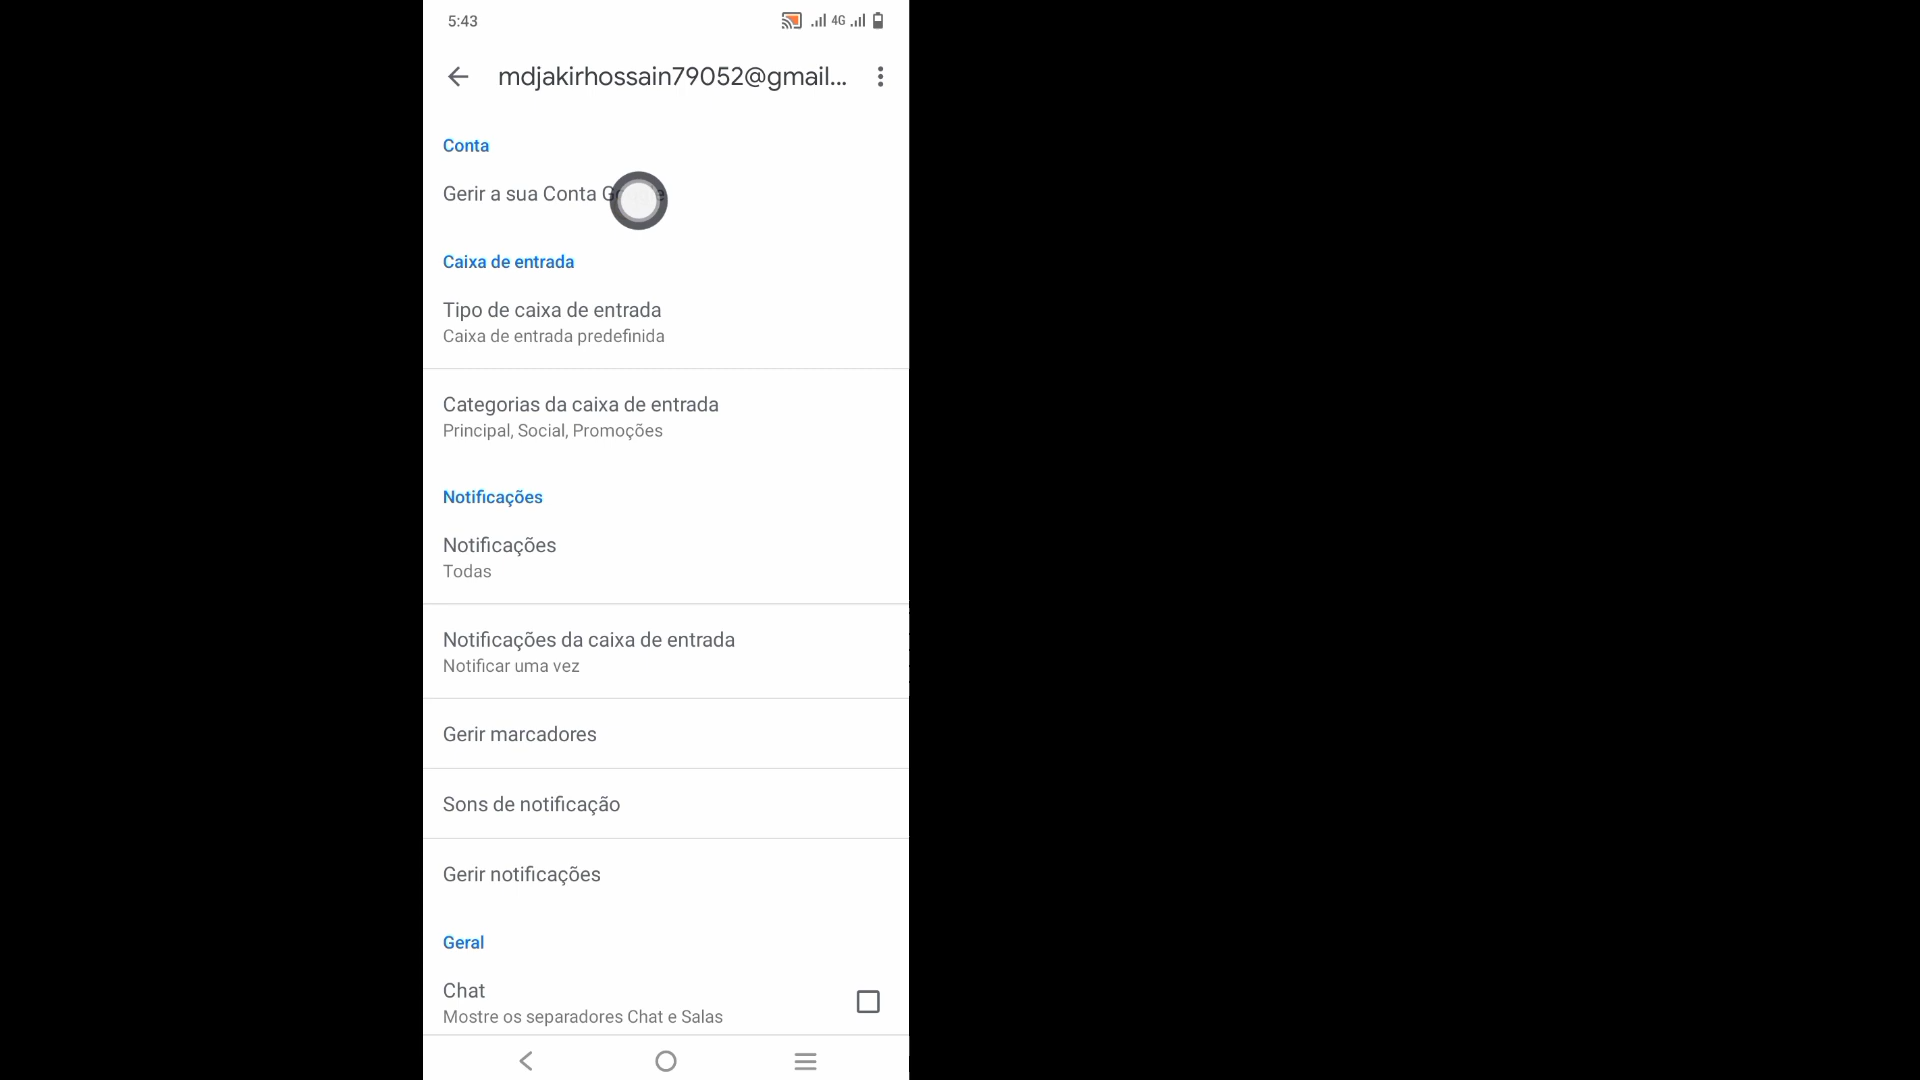 5:43
4G
mdjakirhossain79052@gmail...
Conta
Gerir a sua Conta
Caixa de entrada
Tipo de caixa de entrada
Caixa de entrada predefinida
Categorias da caixa de entrada
Principal, Social, Promoções
Notificações
Notificações
Todas
Notificações da caixa de entrada
Notificar uma vez
Gerir marcadores
Sons de notificação
Gerir notificações
Geral
Chat
Mostre os separadores Chat e Salas